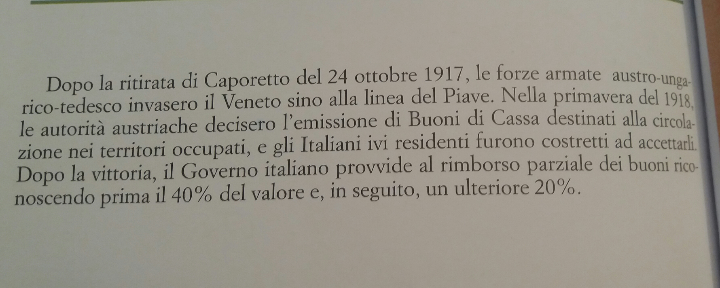 Dopo la ritirata di Caporetto del 24 ottobre 1917, le forze armate austro-unga-
rico-tedesco invasero il Veneto sino alla linea del Piave. Nella primavera del 1918,
le autorità austriache decisero l'emissione di Buoni di Cassa destinati alla circola-
zione nei territori occupati, e gli Italiani ivi residenti furono costretti ad accettarli.
Dopo la vittoria, il Governo italiano provvide al rimborso parziale dei buoni rico-
noscendo prima il 40% del valore e, in seguito, un ulteriore 20%.